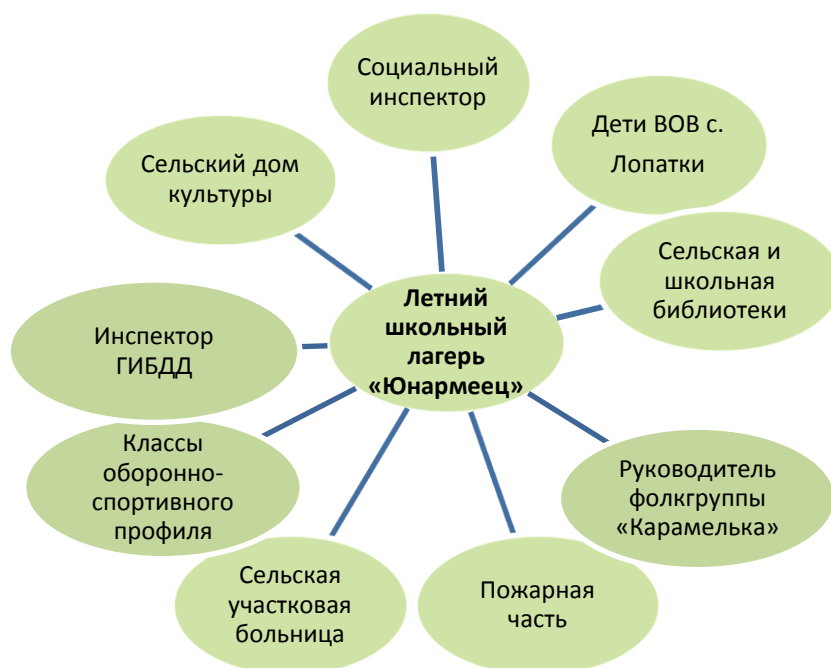 Социальный
инспектор
Дети ВОВ с.
Лопатки
Сельский дом
культуры
Сельская и
школьная
библиотеки
Летний
школьный
лагерь
«Юнармеец»
Инспектор
ГИБДД
Классы
оборонно-
спортивного
профиля
Руководитель
фолкгруппы
«Карамелька»
Сельская
участковая
больница
Пожарная
часть